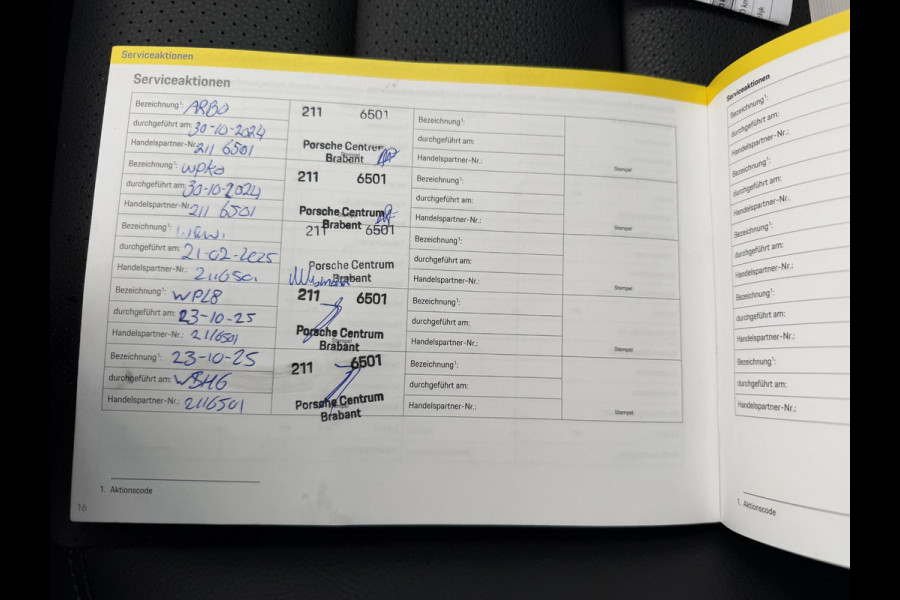 Serviceaktionen
Serviceaktionen
Bezeichnung¹: ARB0
durchgeführt am: 30-10-2024
Handelspartner-Nr.: 211 6501
211 6501
Porsche Centrum
Brabant
Bezeichnung¹: WPK0
durchgeführt am: 30-10-2024
Handelspartner-Nr.: 211 6501
211 6501
Porsche Centrum
Brabant
Bezeichnung¹:
durchgeführt am: 21-02-2025
Handelspartner-Nr.: 2116501
211 6501
Porsche Centrum
Brabant
Bezeichnung¹: WPL8
durchgeführt am: 23-10-25
Handelspartner-Nr.: 2116501
211 6501
Porsche Centrum
Brabant
Bezeichnung¹: 23-10-25
durchgeführt am: WSH6
Handelspartner-Nr.: 2116501
211 6501
Porsche Centrum
Brabant
Bezeichnung¹:
durchgeführt am:
Handelspartner-Nr.:
Stempel
Bezeichnung¹:
durchgeführt am:
Handelspartner-Nr.:
Stempel
Bezeichnung¹:
durchgeführt am:
Handelspartner-Nr.:
Stempel
Bezeichnung¹:
durchgeführt am:
Handelspartner-Nr.:
Stempel
Bezeichnung¹:
durchgeführt am:
Handelspartner-Nr.:
Stempel
1. Aktionscode
16
Serviceaktionen
Bezeichnung¹:
durchgeführt am:
Handelspartner-Nr.:
Bezeichnung¹:
durchgeführt am:
Handelspartner-Nr.:
Bezeichnung¹:
durchgeführt am:
Handelspartner-Nr.:
Bezeichnung¹:
durchgeführt am:
Handelspartner-Nr.:
Bezeichnung¹:
durchgeführt am:
Handelspartner-Nr.:
1. Aktionscode